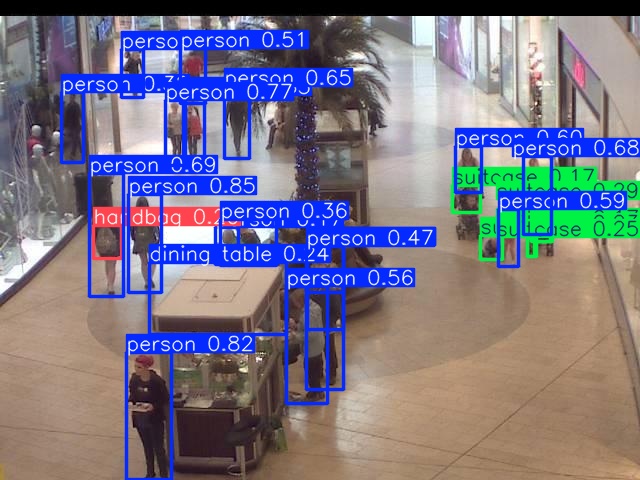 perso
person 0.51
person 0.3
person 0.65
person 0.77
person 0.60
person 0.68
person 0.69
suitcase 0.17
person 0.85
suitcase 0.29
person 0.59
handbag 0.2
person 0.36
suitcase 0.25
person 0.47
dining table 0.24
person 0.56
person 0.82